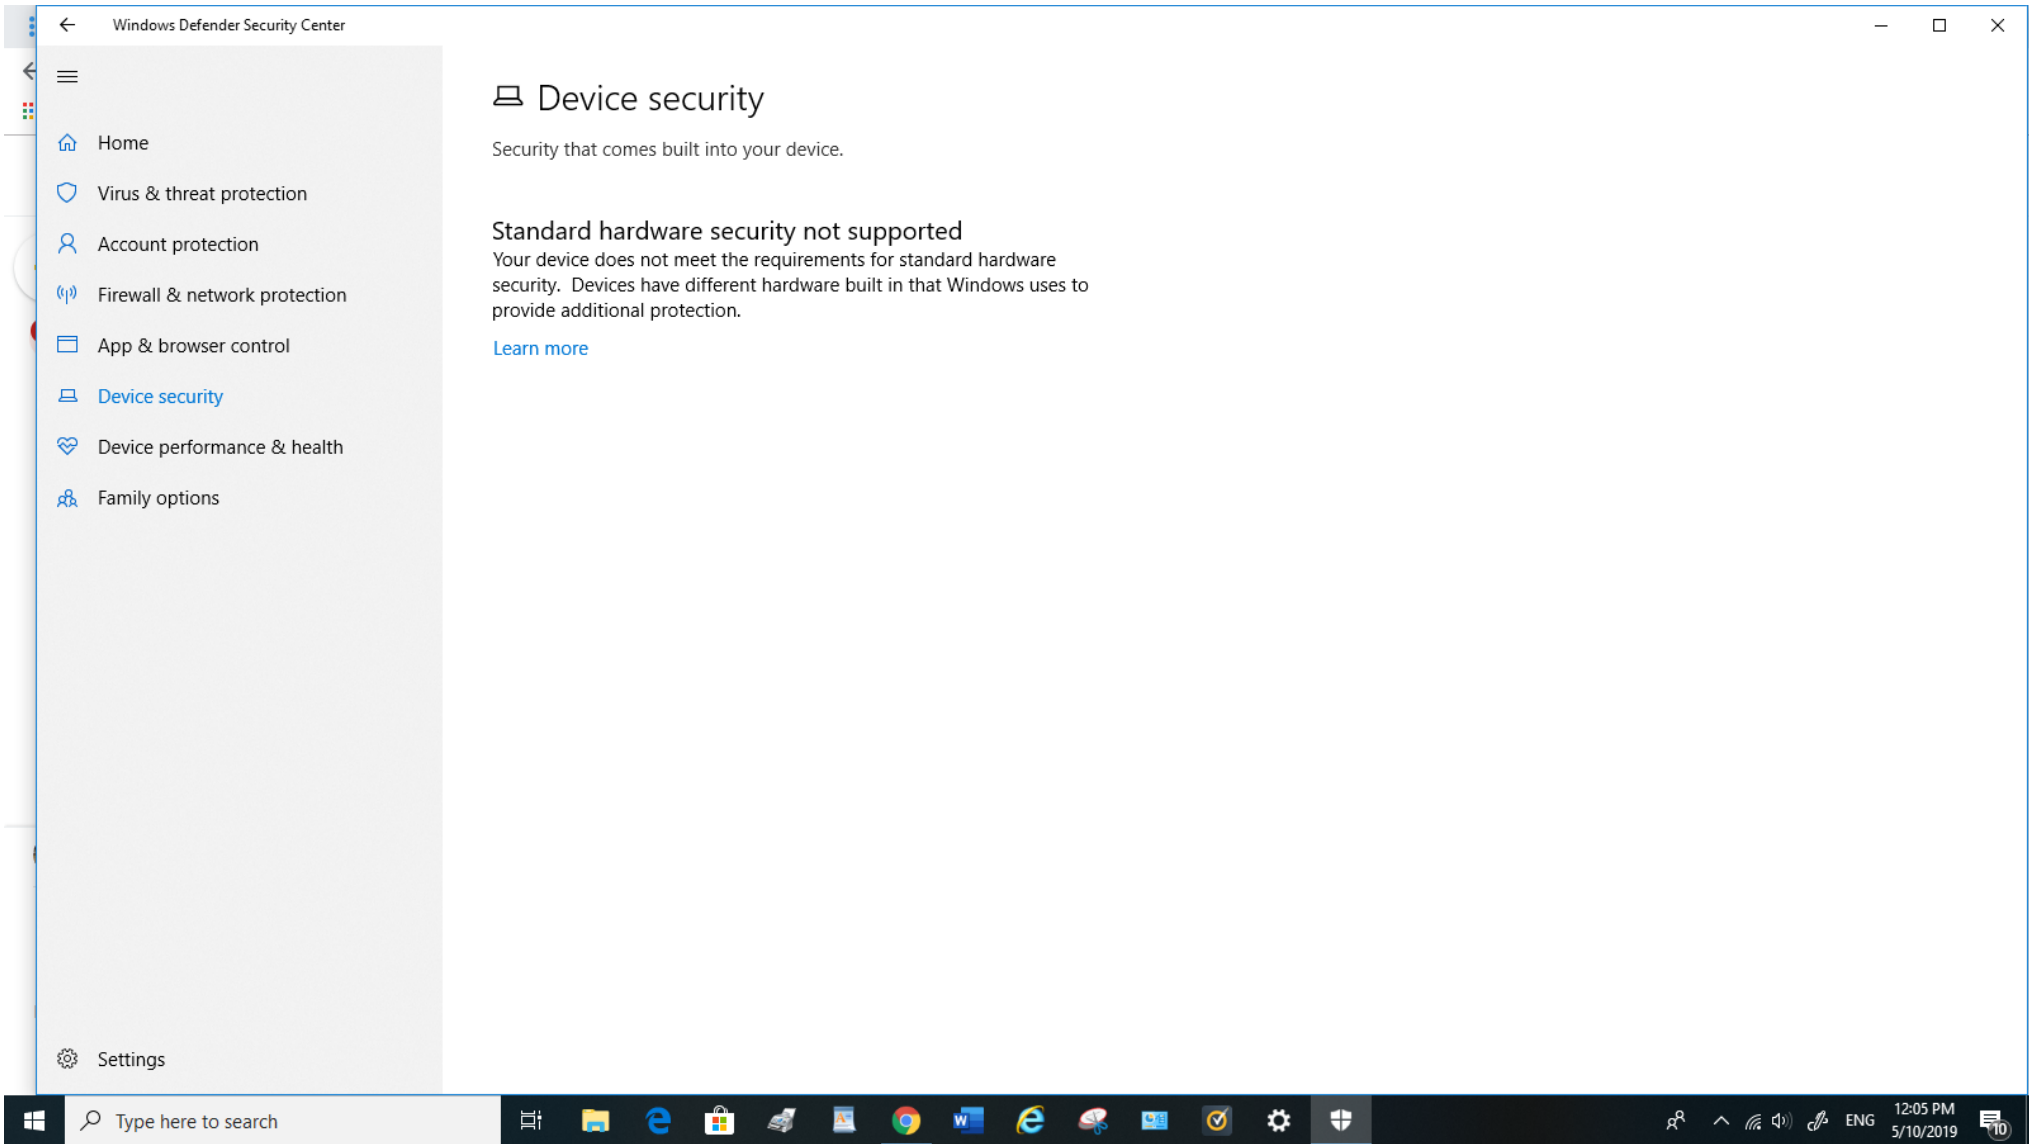 Windows Defender Security Center
Home
Virus & threat protection
Account protection
Firewall & network protection
App & browser control
Device security
Device performance & health
Family options
Settings
Device security
Security that comes built into your device.
Standard hardware security not supported
Your device does not meet the requirements for standard hardware
security.  Devices have different hardware built in that Windows uses to
provide additional protection.
Learn more
Type here to search
ENG
12:05 PM
5/10/2019
10